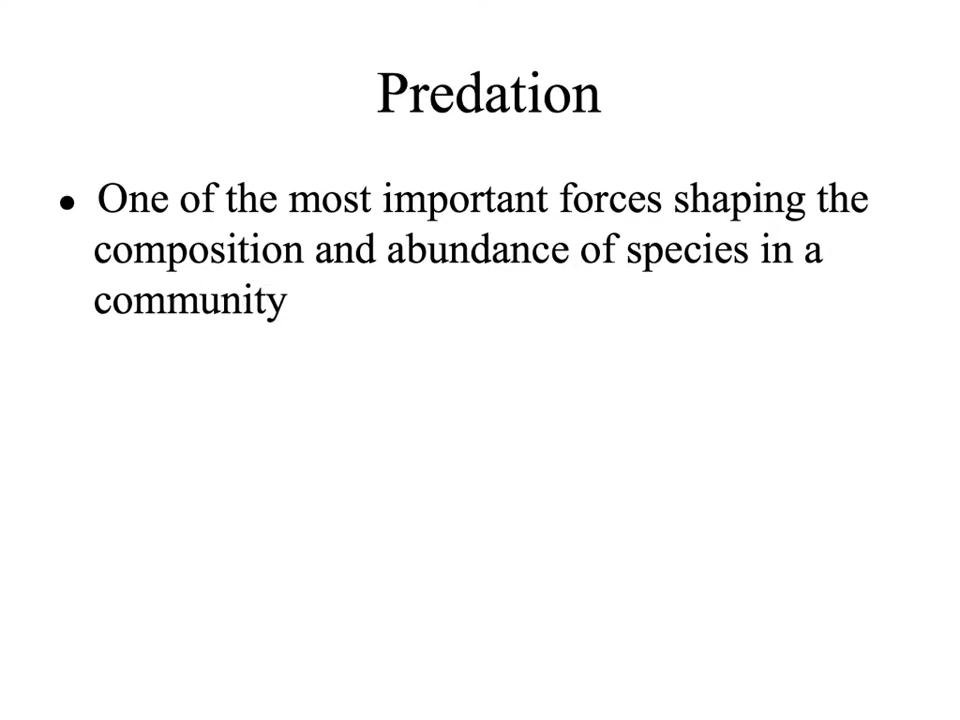 Predation
• One of the most important forces shaping the
composition and abundance of species in a
community